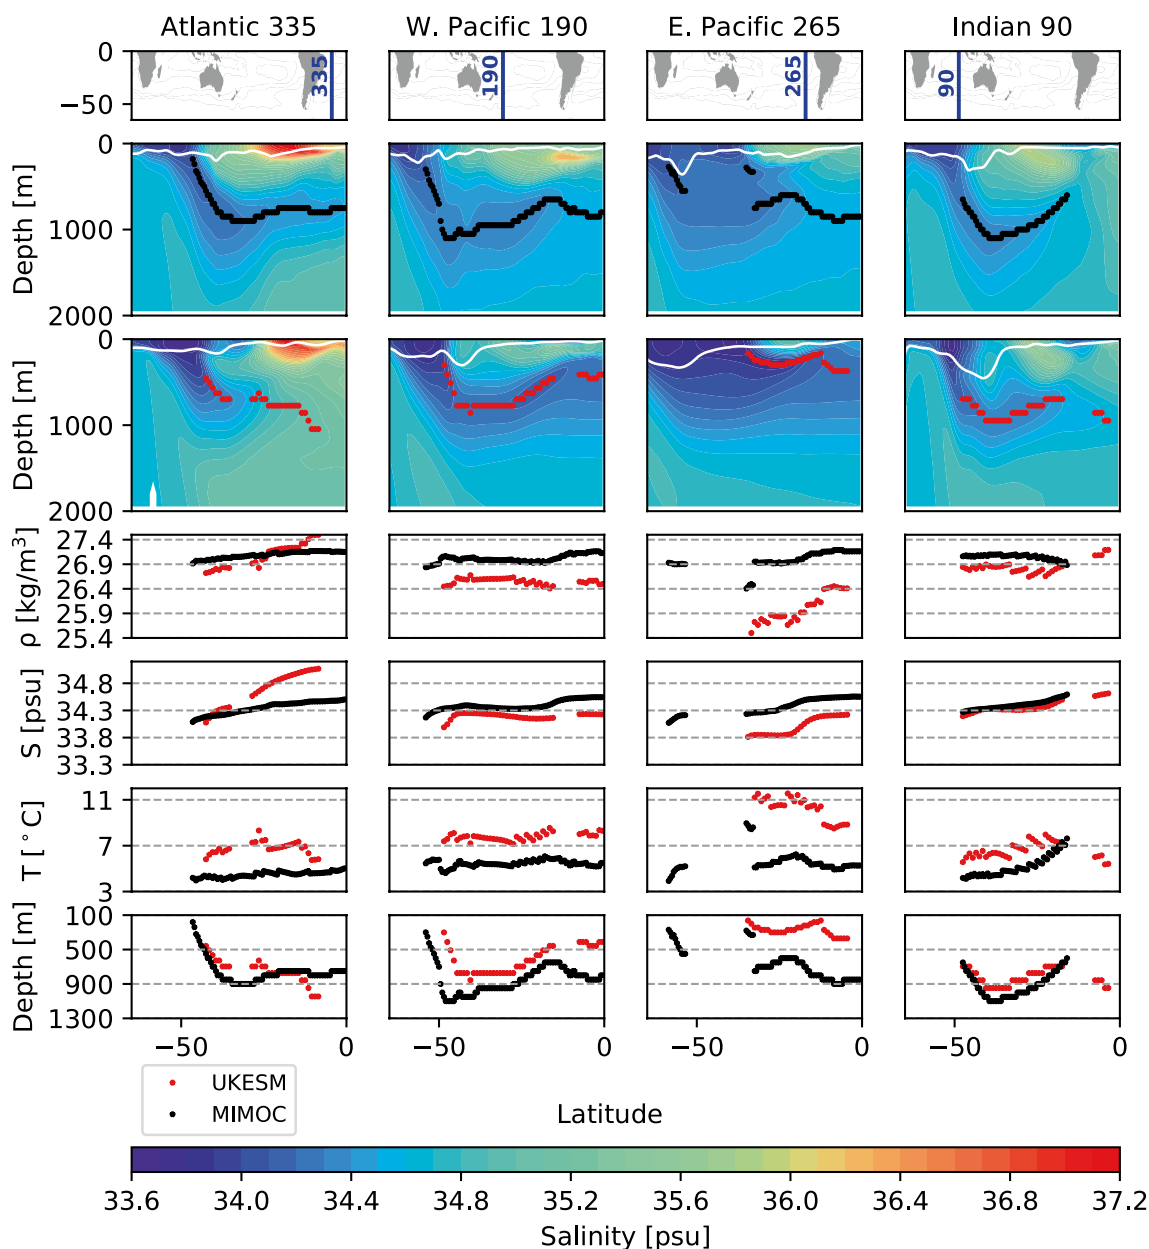 Atlantic 335 W. Pacific 190 E. Pacific 265 Indian 90
0
−50
335
190
265
90
Depth [m]
0
1000
2000
Depth [m]
0
1000
2000
ρ [kg/m³]
27.4
26.9
26.4
25.9
25.4
S [psu]
34.8
34.3
33.8
33.3
T [°C]
11
7
3
Depth [m]
100
500
900
1300
−50 0 −50 0 −50 0 −50 0
UKESM
MIMOC
Latitude
33.6 34.0 34.4 34.8 35.2 35.6 36.0 36.4 36.8 37.2
Salinity [psu]